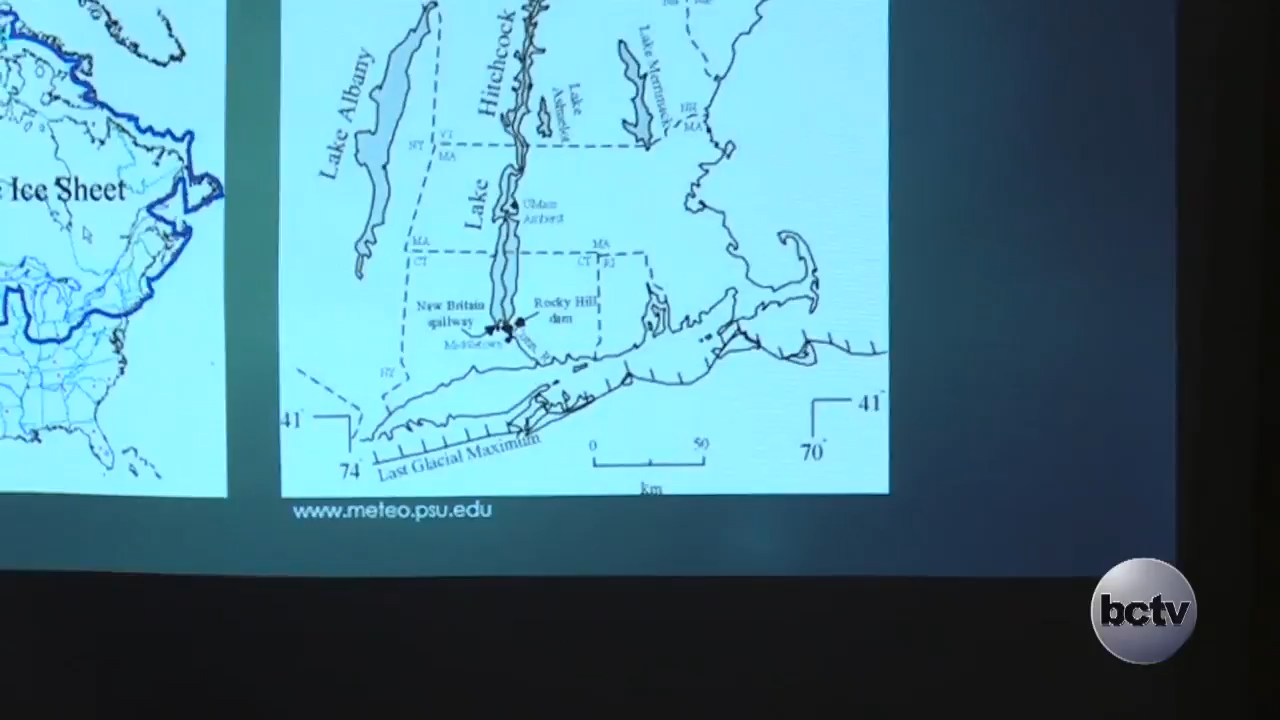 Ice Sheet
Lake Albany
Lake Hitchcock
Lake Ashuelot
Lake Merrimack
NH
MA
NY
VT
MA
UMass
Amherst
MA
CT
MA
CT
RI
New Britain
spillway
Rocky Hill
dam
Middletown
NY
41°
74°
Last Glacial Maximum
0
50
km
70°
41°
www.meteo.psu.edu
bctv